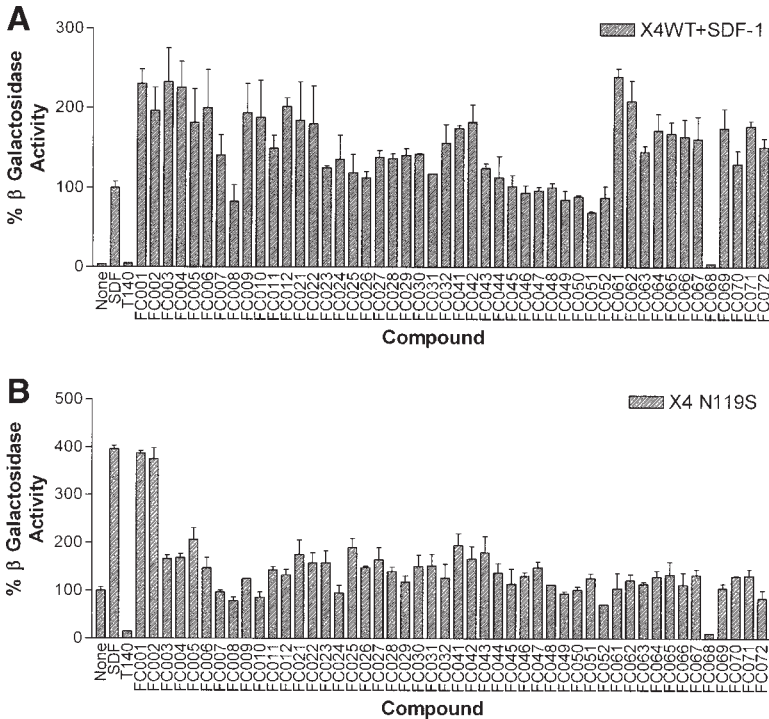 A
X4WT+SDF-1
% β Galactosidase
Activity
300
200
100
0
None
SDF
T140
FC001
FC002
FC003
FC004
FC005
FC006
FC007
FC008
FC009
FC010
FC011
FC012
FC021
FC022
FC023
FC024
FC025
FC026
FC027
FC028
FC029
FC030
FC031
FC032
FC041
FC042
FC043
FC044
FC045
FC046
FC047
FC048
FC049
FC050
FC051
FC052
FC061
FC062
FC063
FC064
FC065
FC066
FC067
FC068
FC069
FC070
FC071
FC072
Compound
B
X4 N119S
% β Galactosidase
Activity
500
400
300
200
100
0
None
SDF
T140
FC001
FC002
FC003
FC004
FC005
FC006
FC007
FC008
FC009
FC010
FC011
FC012
FC021
FC022
FC023
FC024
FC025
FC026
FC027
FC028
FC029
FC030
FC031
FC032
FC041
FC042
FC043
FC044
FC045
FC046
FC047
FC048
FC049
FC050
FC051
FC052
FC061
FC062
FC063
FC064
FC065
FC066
FC067
FC068
FC069
FC070
FC071
FC072
Compound